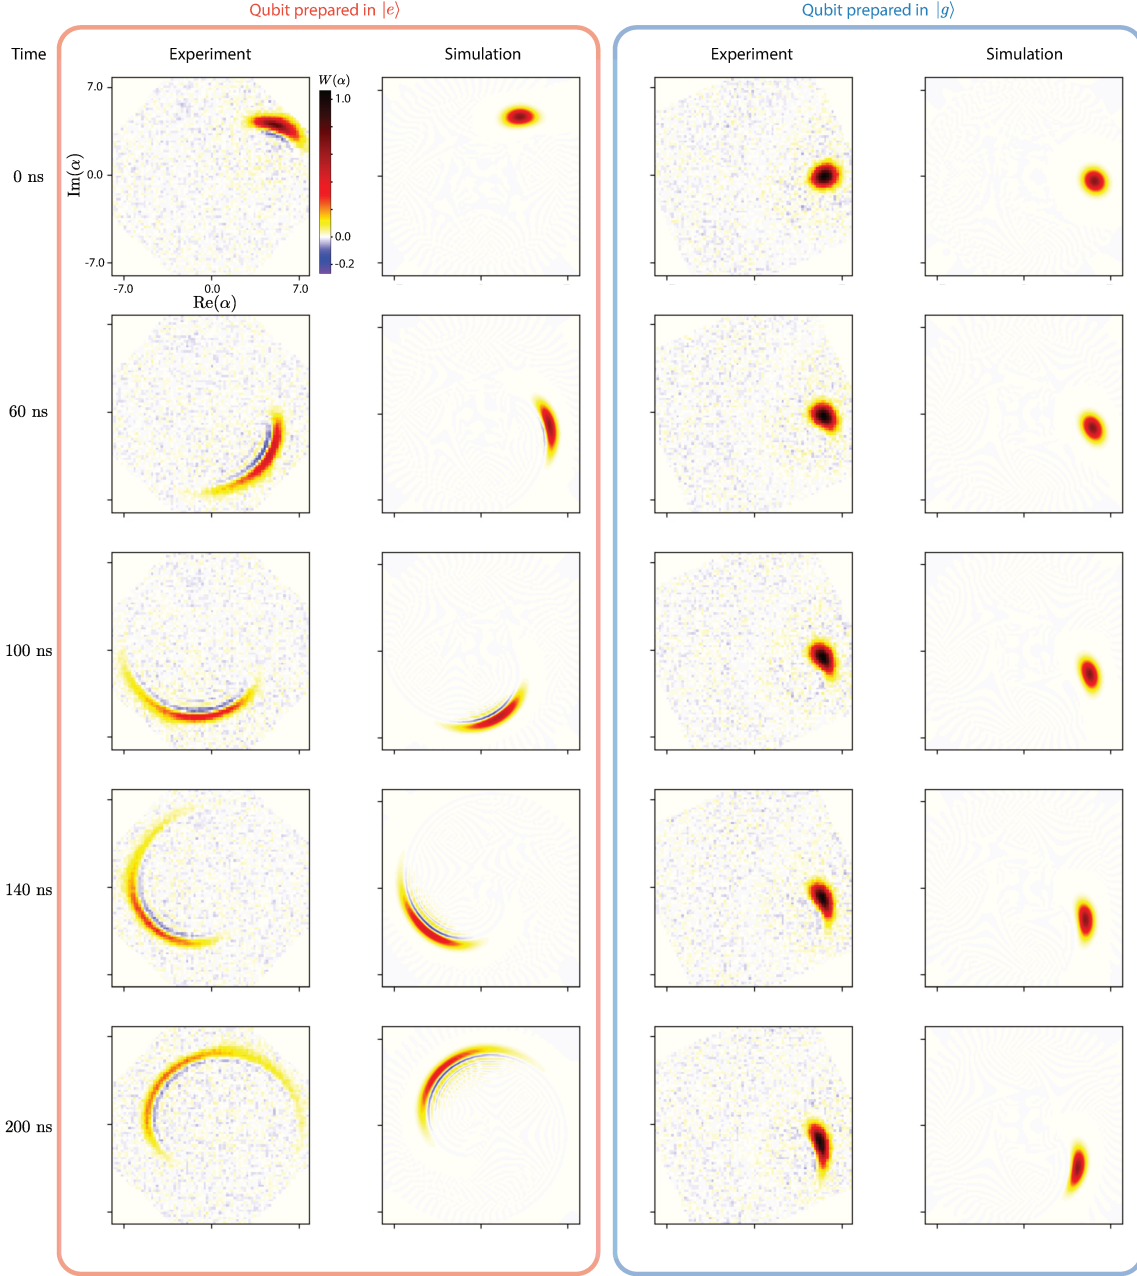 Qubit prepared in |e⟩ Qubit prepared in |g⟩
Time Experiment Simulation Experiment Simulation
W(α)
7.0
1.0
Im(α)
0 ns
0.0
0.0
-7.0
-0.2
-7.0 0.0 7.0
Re(α)
60 ns
100 ns
140 ns
200 ns